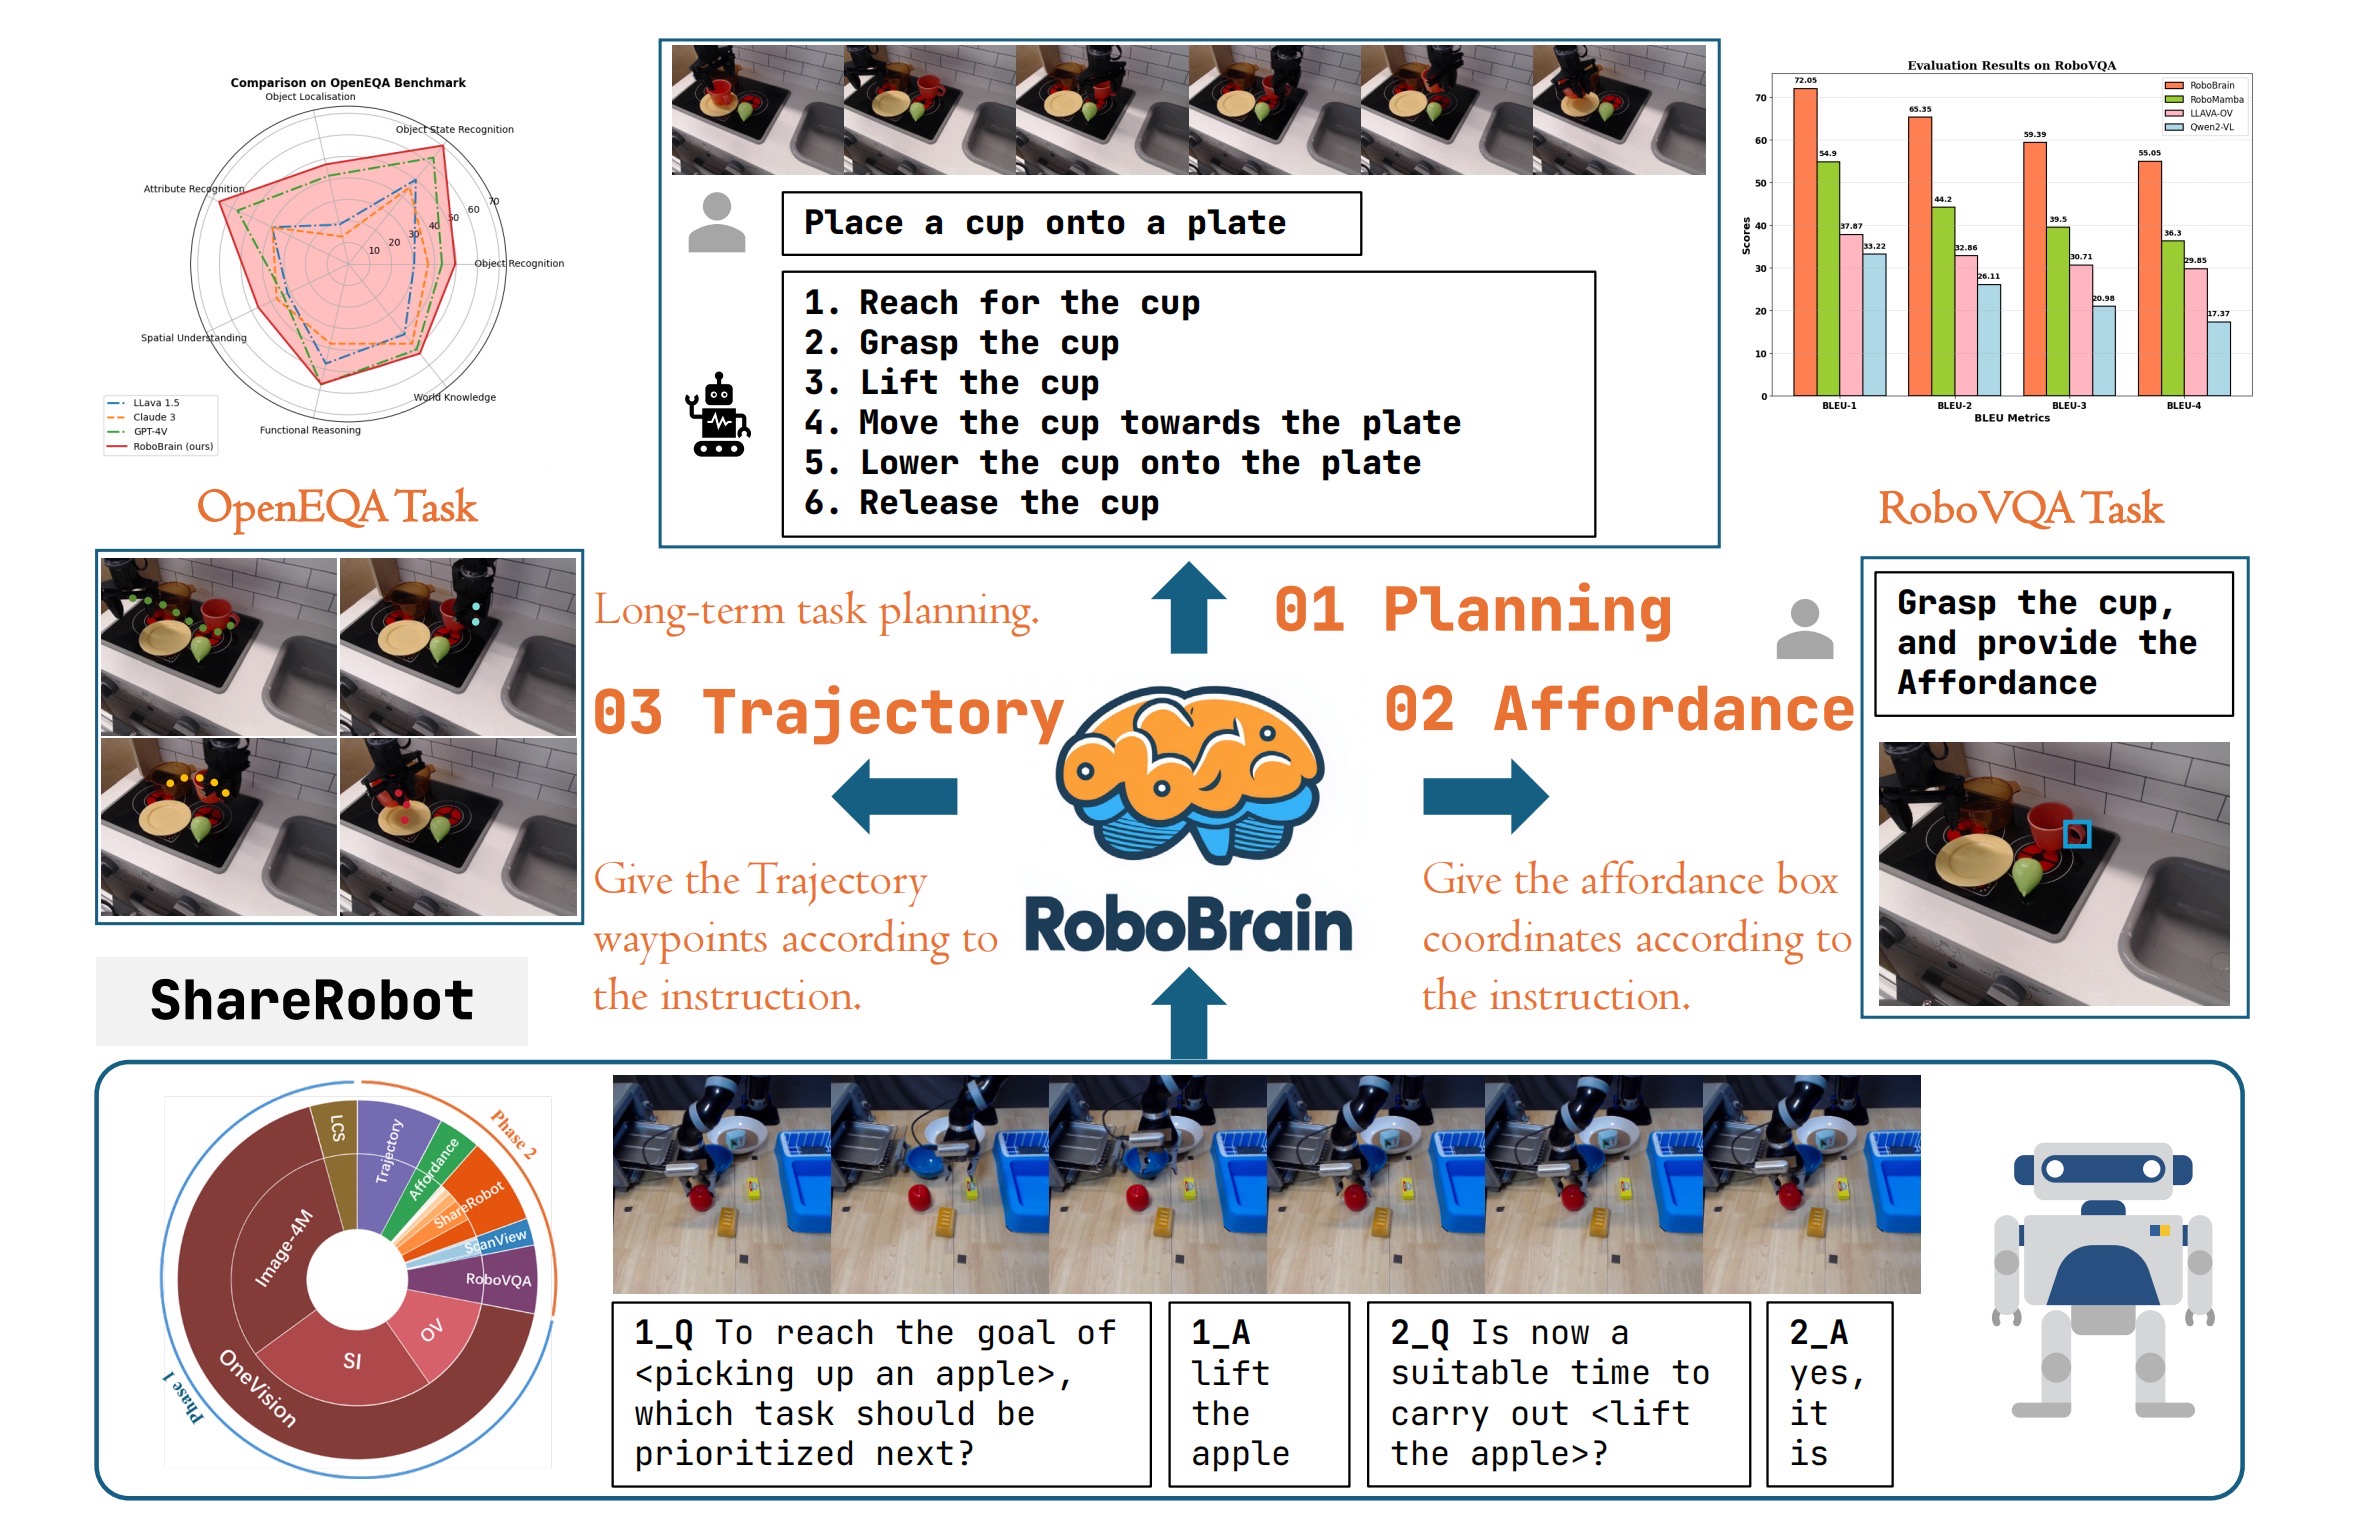 Comparison on OpenEQA Benchmark
Object Localisation
Object State Recognition
Attribute Recognition
70
60
50
40
30
20
10
Object Recognition
Spatial Understanding
World Knowledge
Functional Reasoning
LLava 1.5
Claude 3
GPT-4V
RoboBrain (ours)
OpenEQA Task
Place a cup onto a plate
1. Reach for the cup
2. Grasp the cup
3. Lift the cup
4. Move the cup towards the plate
5. Lower the cup onto the plate
6. Release the cup
Evaluation Results on RoboVQA
RoboBrain
RoboMamba
LLAVA-OV
Qwen2-VL
Scores
70
60
50
40
30
20
10
0
72.05
54.9
37.87
33.22
65.35
44.2
32.86
26.11
59.39
39.5
30.71
20.98
55.05
36.3
29.85
17.37
BLEU-1
BLEU-2
BLEU-3
BLEU-4
BLEU Metrics
RoboVQA Task
Long-term task planning.
01 Planning
03 Trajectory
02 Affordance
Give the Trajectory
waypoints according to
the instruction.
RoboBrain
Give the affordance box
coordinates according to
the instruction.
Grasp the cup,
and provide the
Affordance
ShareRobot
Phase 1
Phase 2
LCS
Trajectory
Affordance
ShareRobot
ScanView
RoboVQA
Image-4M
OV
SI
OneVision
1_Q To reach the goal of
<picking up an apple>,
which task should be
prioritized next?
1_A
lift
the
apple
2_Q Is now a
suitable time to
carry out <lift
the apple>?
2_A
yes,
it
is